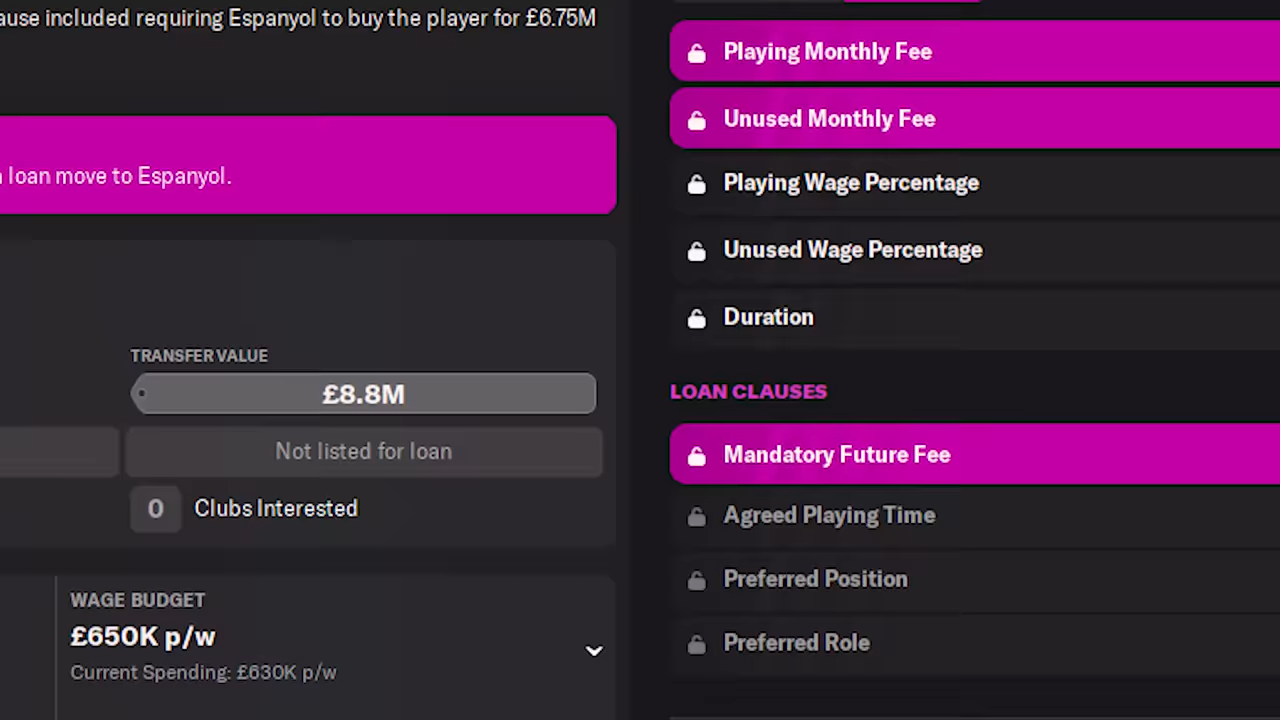 ause included requiring Espanyol to buy the player for £6.75M
loan move to Espanyol.
TRANSFER VALUE
£8.8M
Not listed for loan
0 Clubs Interested
WAGE BUDGET
£650K p/w
Current Spending: £630K p/w
Playing Monthly Fee
Unused Monthly Fee
Playing Wage Percentage
Unused Wage Percentage
Duration
LOAN CLAUSES
Mandatory Future Fee
Agreed Playing Time
Preferred Position
Preferred Role